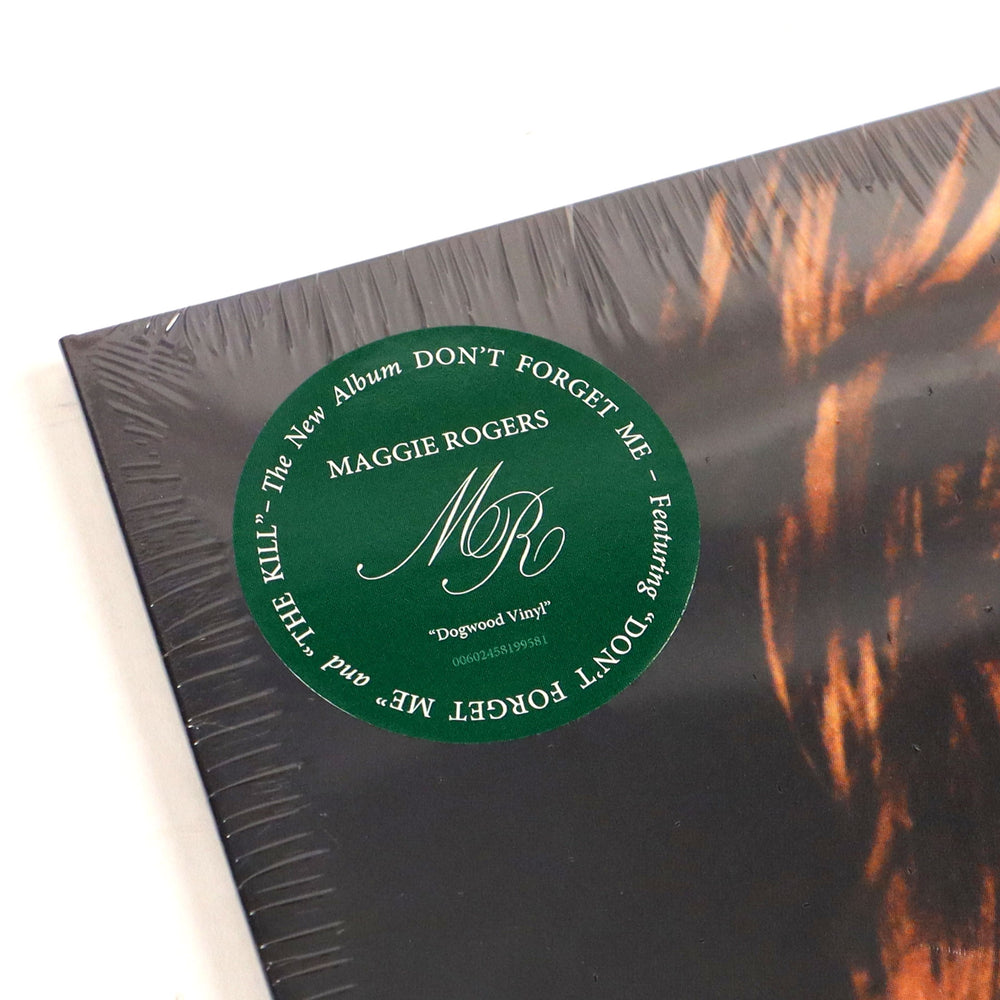 The New Album DON'T FORGET ME – Featuring "DON'T FORGET ME" and "THE KILL" –
MAGGIE ROGERS
MR
"Dogwood Vinyl"
00602458199581